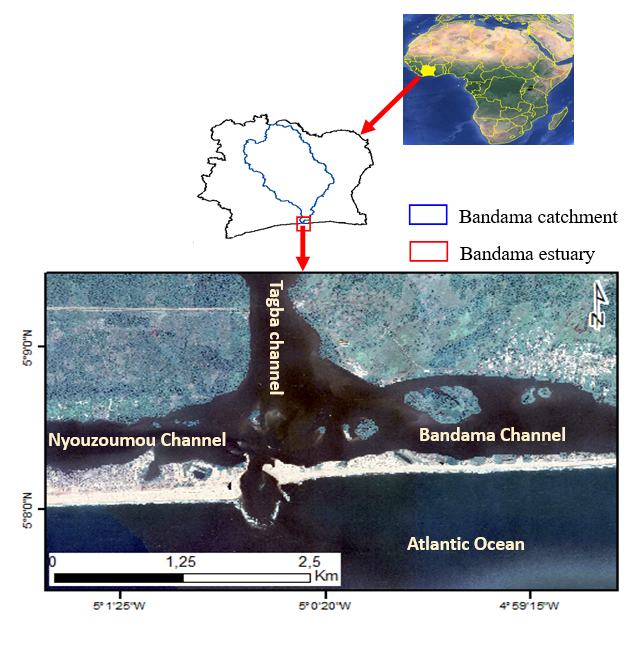 Bandama catchment
Bandama estuary
Tagba channel
Z
5°9'0"N
Nyouzoumou Channel
Bandama Channel
5°8'0"N
Atlantic Ocean
0 1,25 2,5
Km
5°1'25"W 5°0'20"W 4°59'15"W